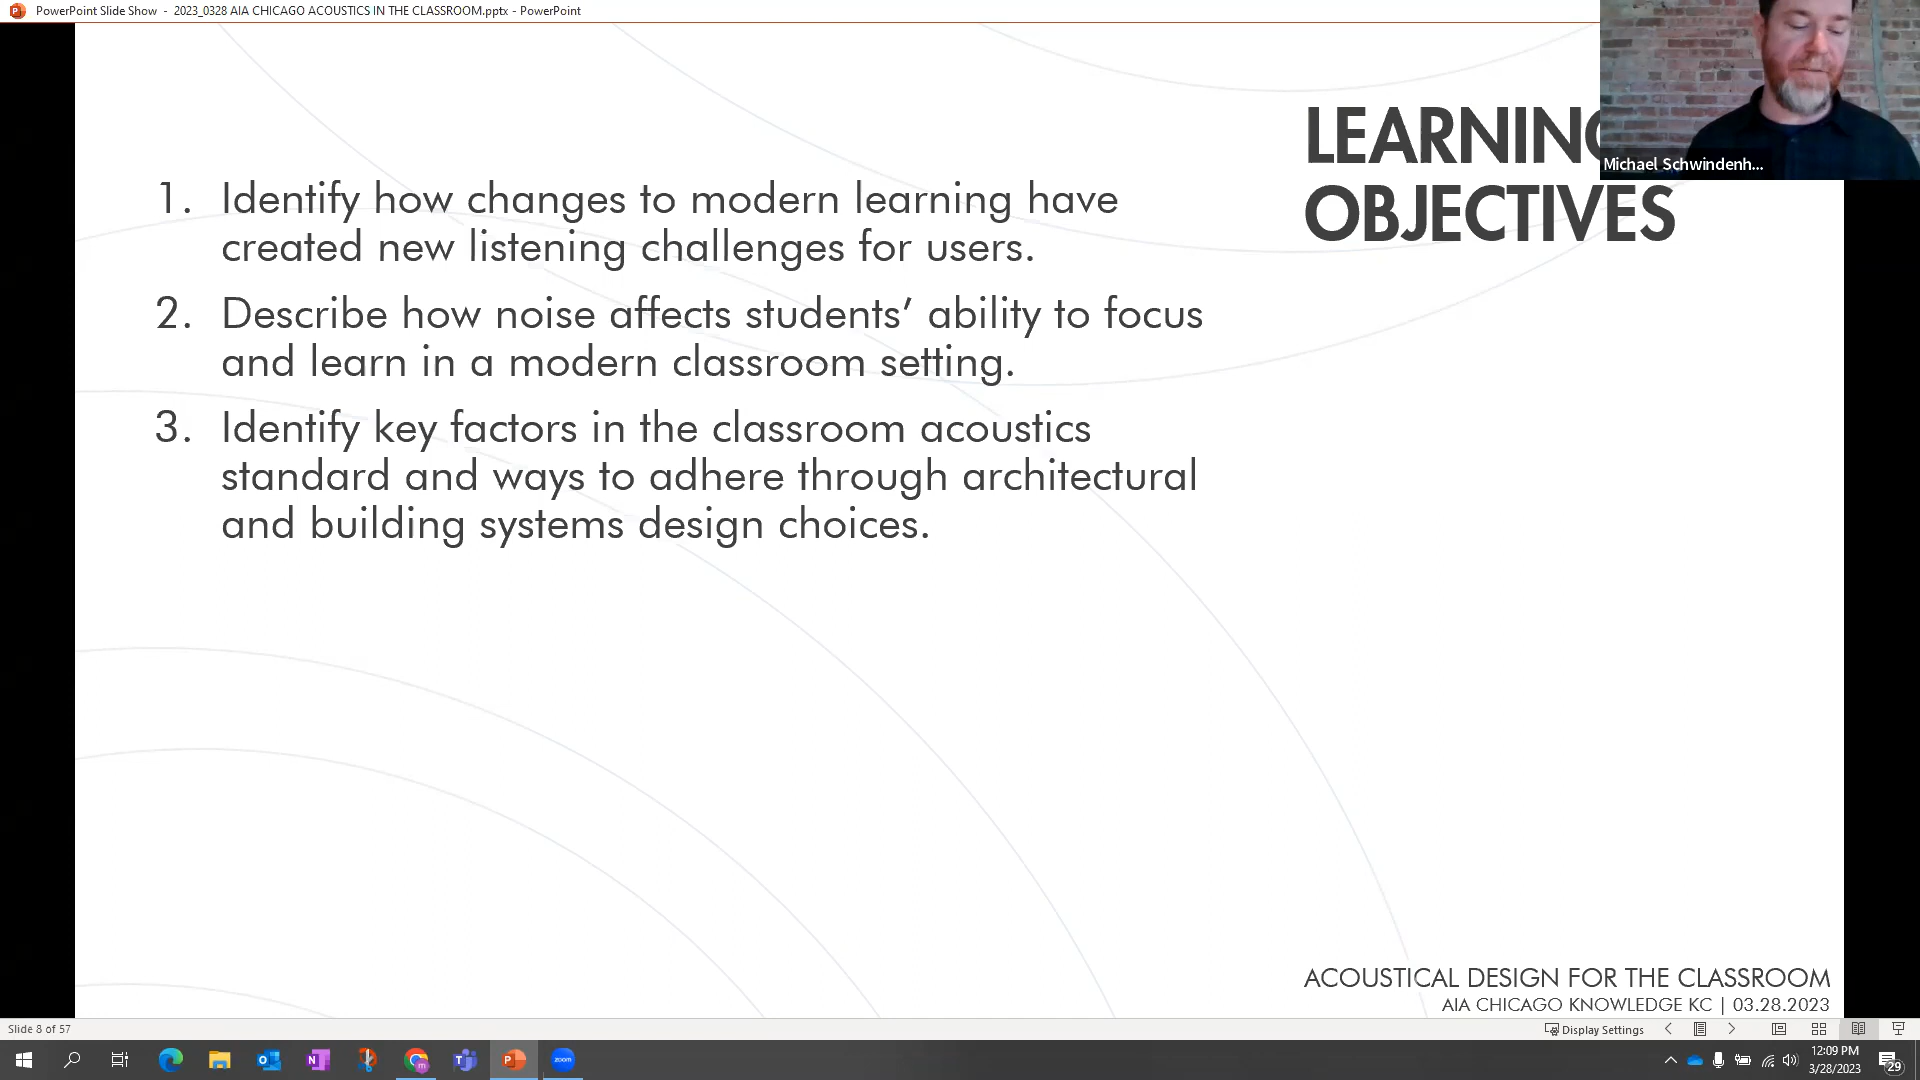 PowerPoint Slide Show - 2023_0328 AIA CHICAGO ACOUSTICS IN THE CLASSROOM.pptx - PowerPoint
LEARNING
OBJECTIVES
Michael Schwindenh...
1. Identify how changes to modern learning have
created new listening challenges for users.
2. Describe how noise affects students’ ability to focus
and learn in a modern classroom setting.
3. Identify key factors in the classroom acoustics
standard and ways to adhere through architectural
and building systems design choices.
ACOUSTICAL DESIGN FOR THE CLASSROOM
AIA CHICAGO KNOWLEDGE KC | 03.28.2023
Slide 8 of 57
Display Settings
zoom
12:09 PM
3/28/2023
29